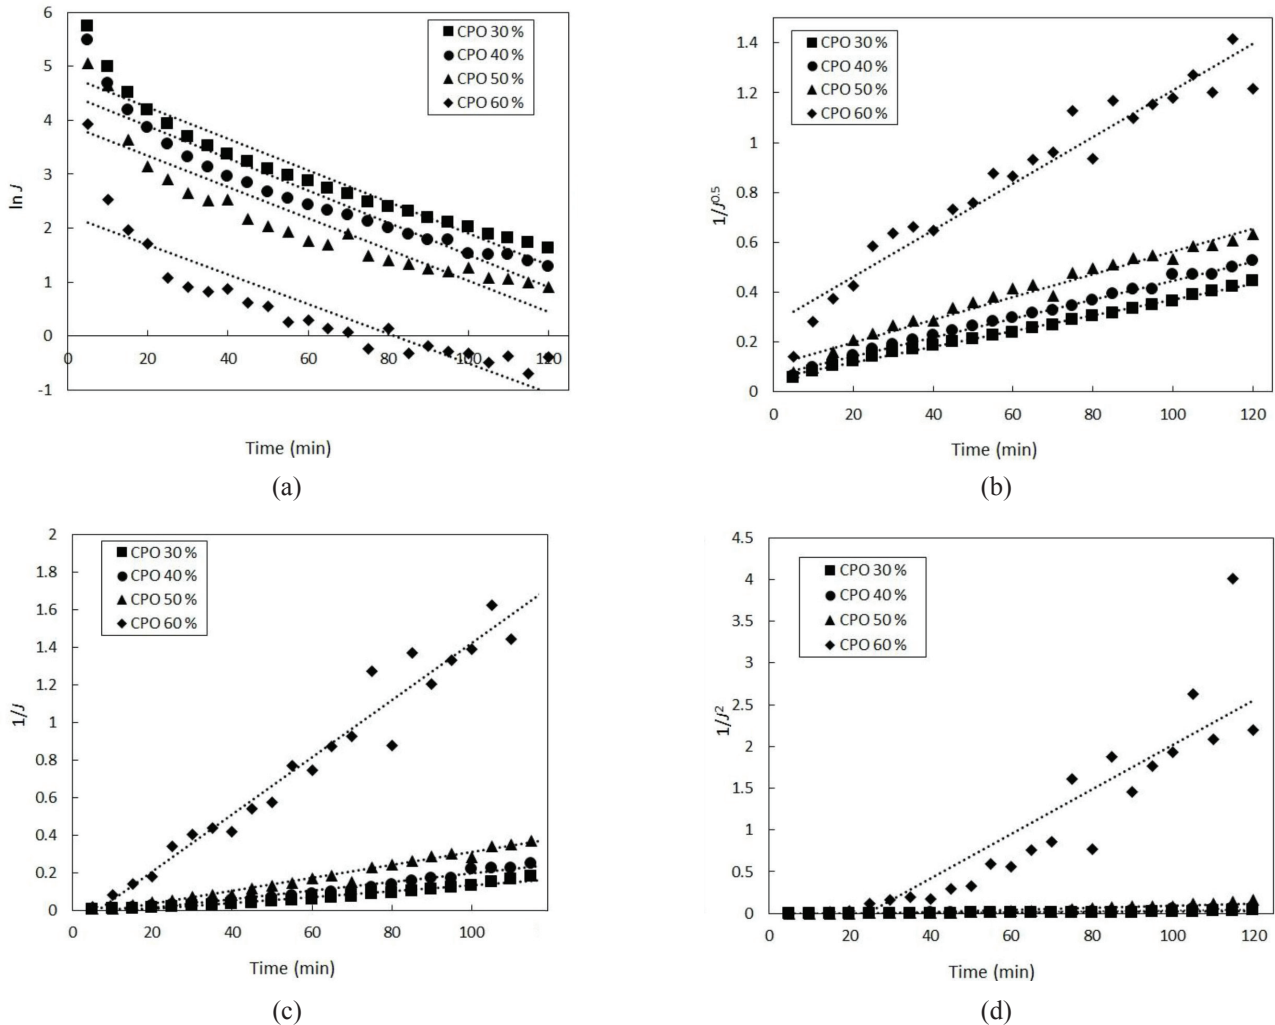 6
5
4
3
2
1
0
-1
ln J
CPO 30 %
CPO 40 %
CPO 50 %
CPO 60 %
0 20 40 60 80 100 120
Time (min)
(a)
1.4
1.2
1
0.8
0.6
0.4
0.2
0
1/J^0.5
CPO 30 %
CPO 40 %
CPO 50 %
CPO 60 %
0 20 40 60 80 100 120
Time (min)
(b)
2
1.8
1.6
1.4
1.2
1
0.8
0.6
0.4
0.2
0
1/J
CPO 30 %
CPO 40 %
CPO 50 %
CPO 60 %
0 20 40 60 80 100
Time (min)
(c)
4.5
4
3.5
3
2.5
2
1.5
1
0.5
0
1/J²
CPO 30 %
CPO 40 %
CPO 50 %
CPO 60 %
0 20 40 60 80 100 120
Time (min)
(d)